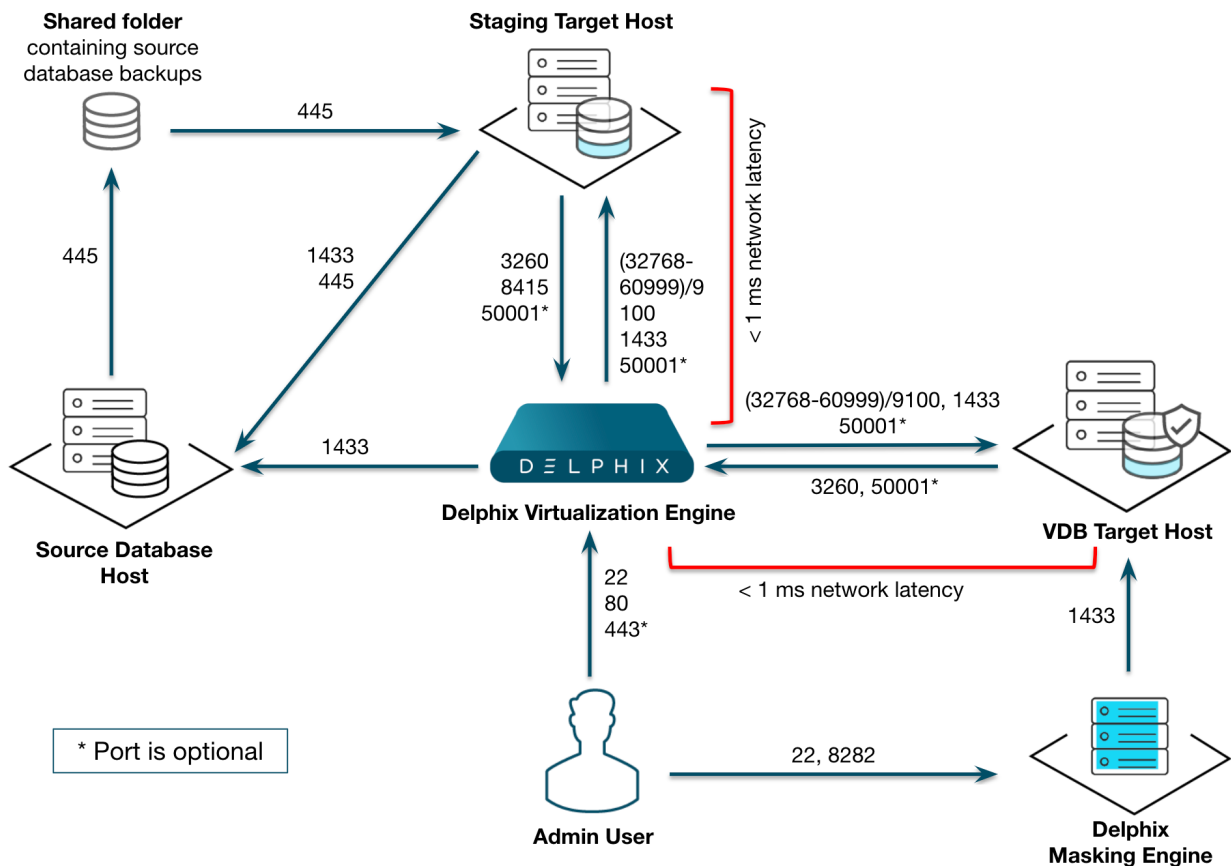 Shared folder
containing source
database backups
Staging Target Host
445
< 1 ms network latency
445
1433
445
3260
8415
50001*
(32768-
60999)/9
100
1433
50001*
(32768-60999)/9100, 1433
50001*
1433
DELPHIX
3260, 50001*
Delphix Virtualization Engine
VDB Target Host
Source Database
Host
< 1 ms network latency
22
80
443*
1433
* Port is optional
22, 8282
Admin User
Delphix
Masking Engine